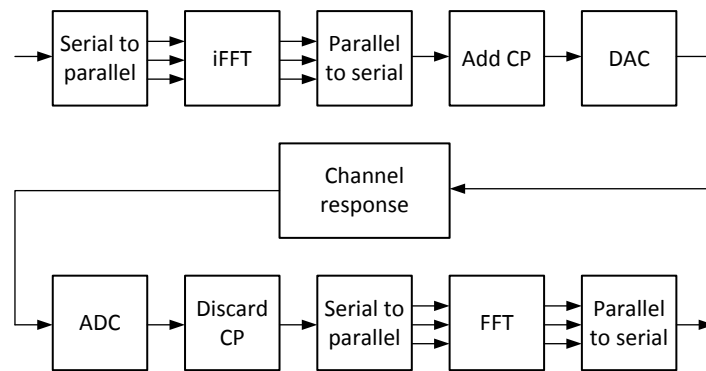 Serial to
parallel
iFFT
Parallel
to serial
Add CP
DAC
Channel
response
ADC
Discard
CP
Serial to
parallel
FFT
Parallel
to serial